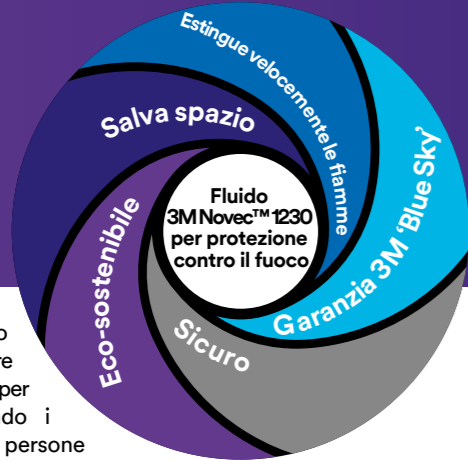 Estingue velocemente le fiamme
Salva spazio
Garanzia 3M 'Blue Sky'
Fluido
3M Novec™ 1230
per protezione
contro il fuoco
Eco-sostenibile
Sicuro
per
i
persone